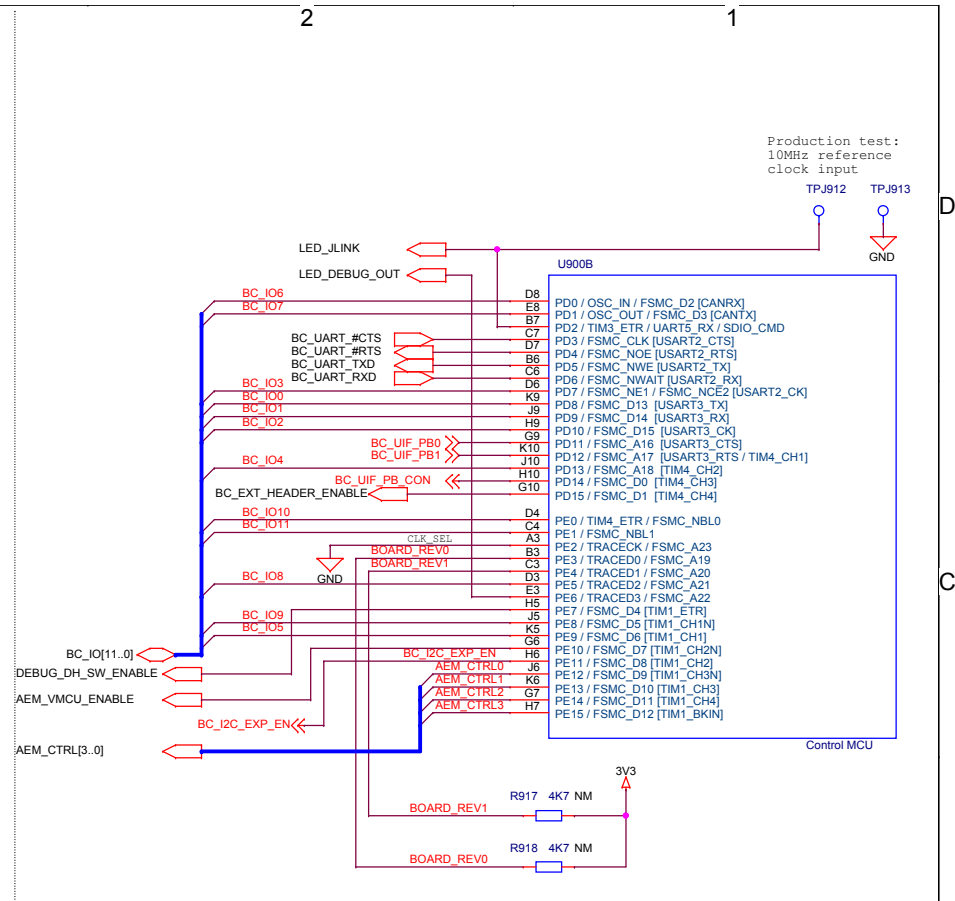 2
1
Production test:
10MHz reference
clock input
TPJ912
TPJ913
D
GND
LED_JLINK
LED_DEBUG_OUT
U900B
BC_IO6
D8
PD0 / OSC_IN / FSMC_D2 [CANRX]
BC_IO7
E8
PD1 / OSC_OUT / FSMC_D3 [CANTX]
B7
PD2 / TIM3_ETR / UART5_RX / SDIO_CMD
BC_UART_#CTS
C7
PD3 / FSMC_CLK [USART2_CTS]
BC_UART_#RTS
D7
PD4 / FSMC_NOE [USART2_RTS]
BC_UART_TXD
B6
PD5 / FSMC_NWE [USART2_TX]
BC_UART_RXD
C6
PD6 / FSMC_NWAIT [USART2_RX]
BC_IO3
D6
PD7 / FSMC_NE1 / FSMC_NCE2 [USART2_CK]
BC_IO0
K9
PD8 / FSMC_D13 [USART3_TX]
BC_IO1
J9
PD9 / FSMC_D14 [USART3_RX]
BC_IO2
H9
PD10 / FSMC_D15 [USART3_CK]
BC_UIF_PB0
G9
PD11 / FSMC_A16 [USART3_CTS]
BC_UIF_PB1
K10
PD12 / FSMC_A17 [USART3_RTS / TIM4_CH1]
BC_IO4
J10
PD13 / FSMC_A18 [TIM4_CH2]
BC_UIF_PB_CON
H10
PD14 / FSMC_D0 [TIM4_CH3]
BC_EXT_HEADER_ENABLE
G10
PD15 / FSMC_D1 [TIM4_CH4]
BC_IO10
D4
PE0 / TIM4_ETR / FSMC_NBL0
BC_IO11
C4
PE1 / FSMC_NBL1
CLK_SEL
A3
PE2 / TRACECK / FSMC_A23
BOARD_REV0
B3
PE3 / TRACED0 / FSMC_A19
BOARD_REV1
C3
PE4 / TRACED1 / FSMC_A20
GND
BC_IO8
D3
PE5 / TRACED2 / FSMC_A21
C
E3
PE6 / TRACED3 / FSMC_A22
H5
PE7 / FSMC_D4 [TIM1_ETR]
BC_IO9
J5
PE8 / FSMC_D5 [TIM1_CH1N]
BC_IO5
K5
PE9 / FSMC_D6 [TIM1_CH1]
G6
PE10 / FSMC_D7 [TIM1_CH2N]
BC_IO[11..0]
BC_I2C_EXP_EN
H6
PE11 / FSMC_D8 [TIM1_CH2]
DEBUG_DH_SW_ENABLE
AEM_CTRL0
J6
PE12 / FSMC_D9 [TIM1_CH3N]
AEM_CTRL1
K6
PE13 / FSMC_D10 [TIM1_CH3]
AEM_VMCU_ENABLE
AEM_CTRL2
G7
PE14 / FSMC_D11 [TIM1_CH4]
AEM_CTRL3
H7
PE15 / FSMC_D12 [TIM1_BKIN]
BC_I2C_EXP_EN
AEM_CTRL[3..0]
Control MCU
3V3
BOARD_REV1
R917 4K7 NM
BOARD_REV0
R918 4K7 NM